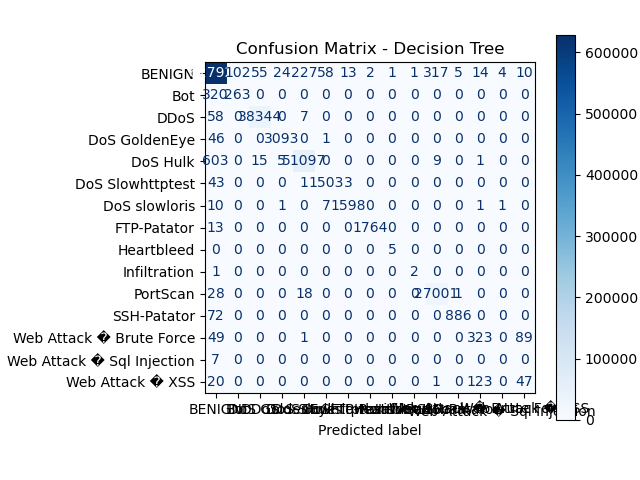 Confusion Matrix - Decision Tree
BENIGN 102 55 24 227 58 13 2 1 1 317 5 14 4 10
Bot 320 263 0 0 0 0 0 0 0 0 0 0 0 0 0
DDoS 58 0 38344 0 7 0 0 0 0 0 0 0 0 0 0
DoS GoldenEye 46 0 0 3093 0 1 0 0 0 0 0 0 0 0 0
DoS Hulk 603 0 15 5 51097 0 0 0 0 0 9 0 1 0 0
DoS Slowhttptest 43 0 0 0 1 1503 3 0 0 0 0 0 0 0 0
DoS slowloris 10 0 0 1 0 7 1598 0 0 0 0 0 1 1 0
FTP-Patator 13 0 0 0 0 0 0 1764 0 0 0 0 0 0 0
Heartbleed 0 0 0 0 0 0 0 0 5 0 0 0 0 0 0
Infiltration 1 0 0 0 0 0 0 0 0 2 0 0 0 0 0
PortScan 28 0 0 0 18 0 0 0 0 0 27001 1 0 0 0
SSH-Patator 72 0 0 0 0 0 0 0 0 0 0 886 0 0 0
Web Attack � Brute Force 49 0 0 0 1 0 0 0 0 0 0 0 323 0 89
Web Attack � Sql Injection 7 0 0 0 0 0 0 0 0 0 0 0 0 0 0
Web Attack � XSS 20 0 0 0 0 0 0 0 0 0 1 0 123 0 47
Predicted label
600000
500000
400000
300000
200000
100000
0